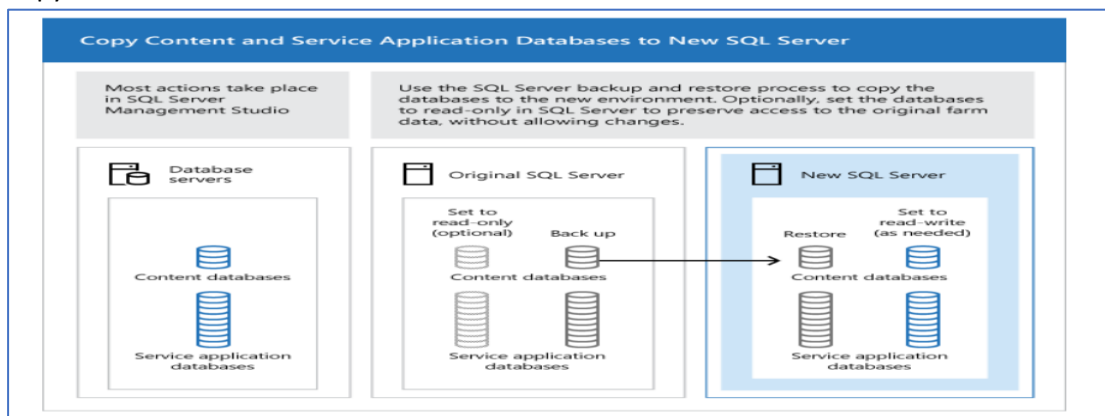 Copy Content and Service Application Databases to New SQL Server
Most actions take place
in SQL Server
Management Studio
Use the SQL Server backup and restore process to copy the
databases to the new environment. Optionally, set the databases
to read-only in SQL Server to preserve access to the original farm
data, without allowing changes.
Database
servers
Content databases
Service application
databases
Original SQL Server
Set to
read-only
(optional)
Back up
Content databases
Service application
databases
New SQL Server
Restore
Set to
read-write
(as needed)
Content databases
Service application
databases